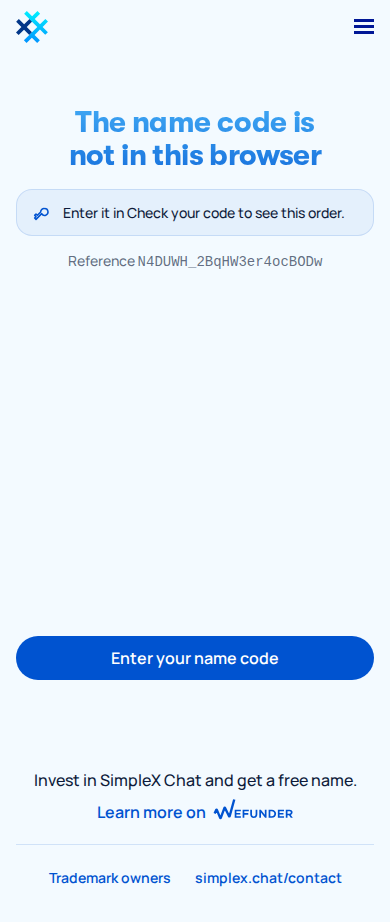 The name code is
not in this browser
Enter it in Check your code to see this order.
Reference N4DUWH_2BqHW3er4ocBODw
Enter your name code
Invest in SimpleX Chat and get a free name.
Learn more on WEFUNDER
Trademark owners simplex.chat/contact